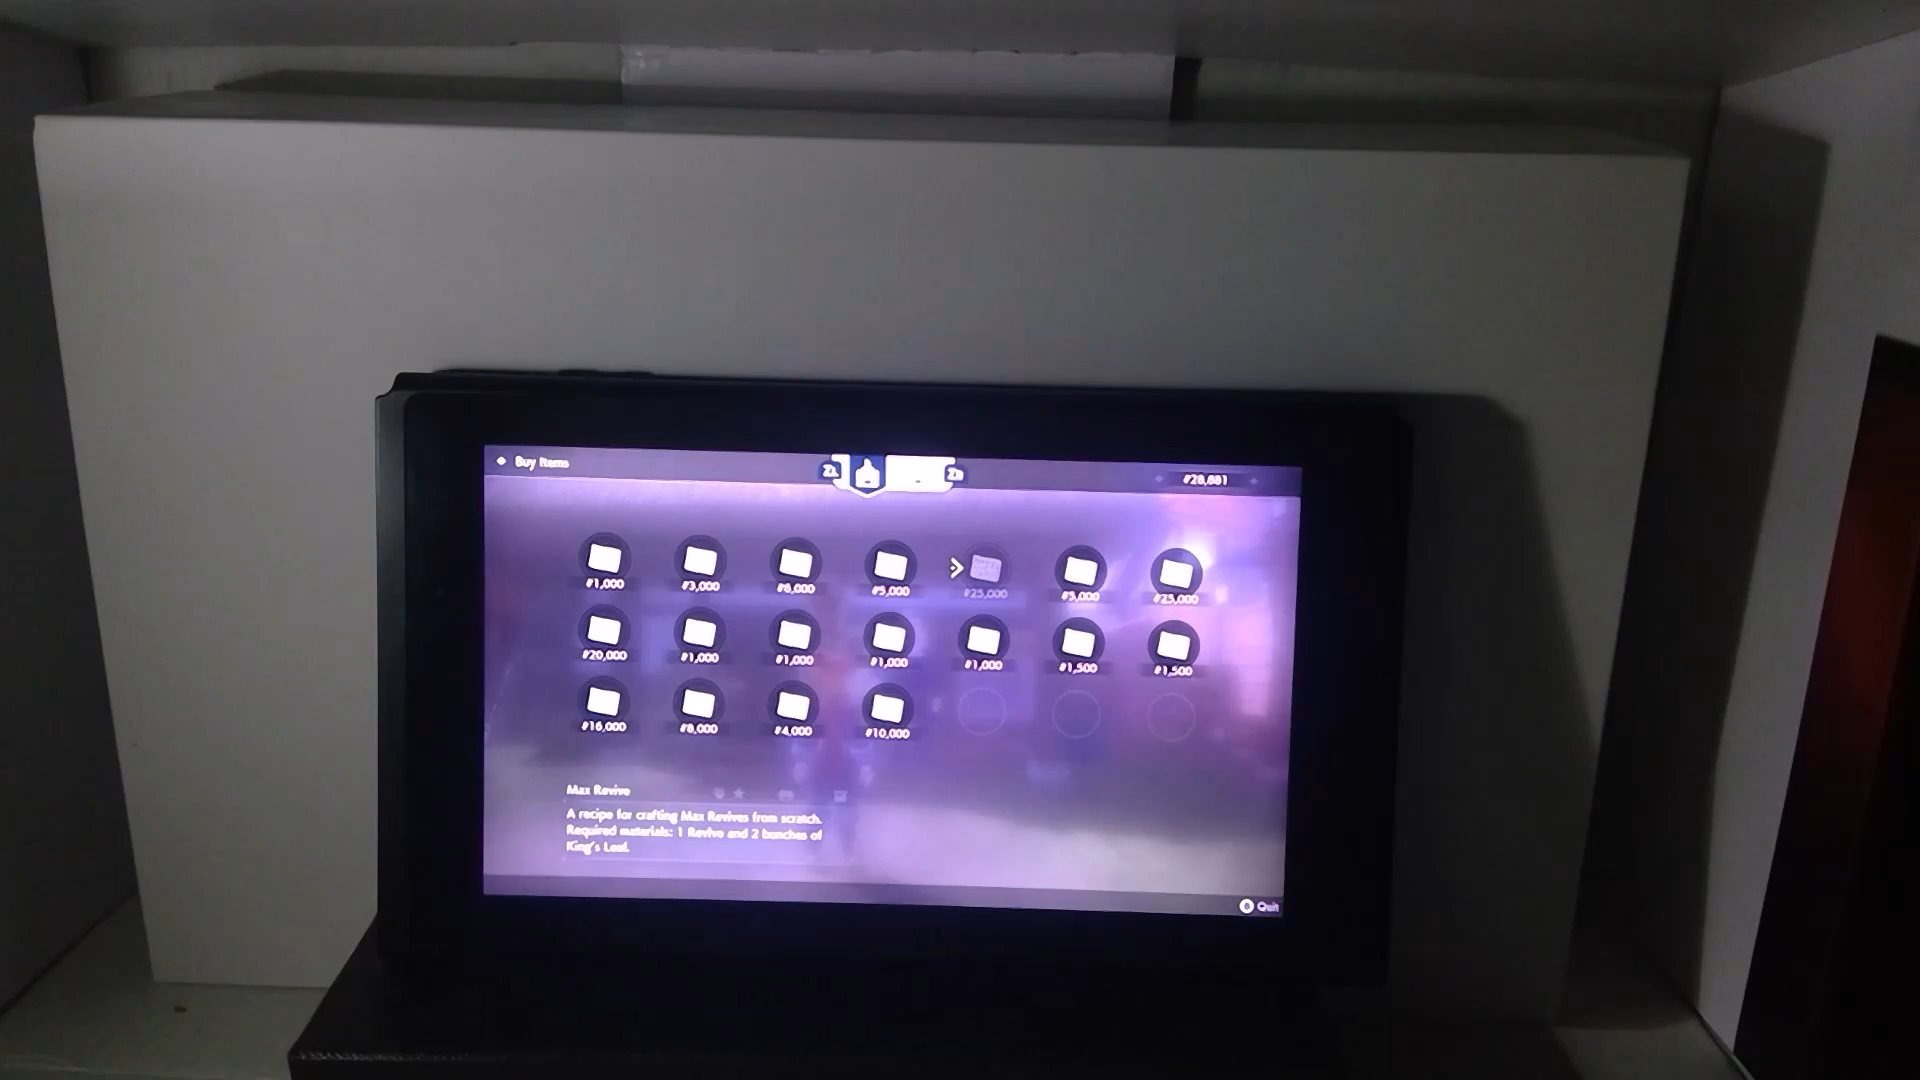 Buy Items
ZL ZR
₽28,881
₽1,000 ₽3,000 ₽6,000 ₽5,000 ₽25,000 ₽5,000 ₽25,000
₽20,000 ₽1,000 ₽1,000 ₽1,000 ₽1,000 ₽1,500 ₽1,500
₽16,000 ₽8,000 ₽4,000 ₽10,000
Max Revive
A recipe for crafting Max Revives from scratch.
Required materials: 1 Revive and 2 bunches of
King's Leaf.
Quit